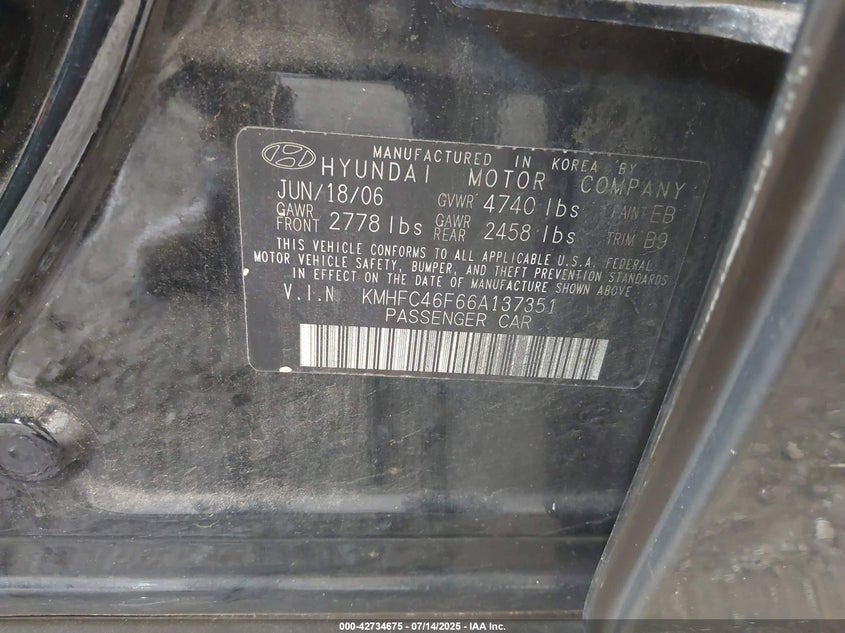 MANUFACTURED IN KOREA BY
HYUNDAI MOTOR COMPANY
JUN/18/06 GVWR 4740 lbs PAINT EB
GAWR FRONT 2778 lbs GAWR REAR 2458 lbs TRIM B9
THIS VEHICLE CONFORMS TO ALL APPLICABLE U.S.A. FEDERAL
MOTOR VEHICLE SAFETY, BUMPER, AND THEFT PREVENTION STANDARDS
IN EFFECT ON THE DATE OF MANUFACTURE SHOWN ABOVE
V.I.N KMHFC46F66A137351
PASSENGER CAR
000-42734675 - 07/14/2025 - IAA Inc.